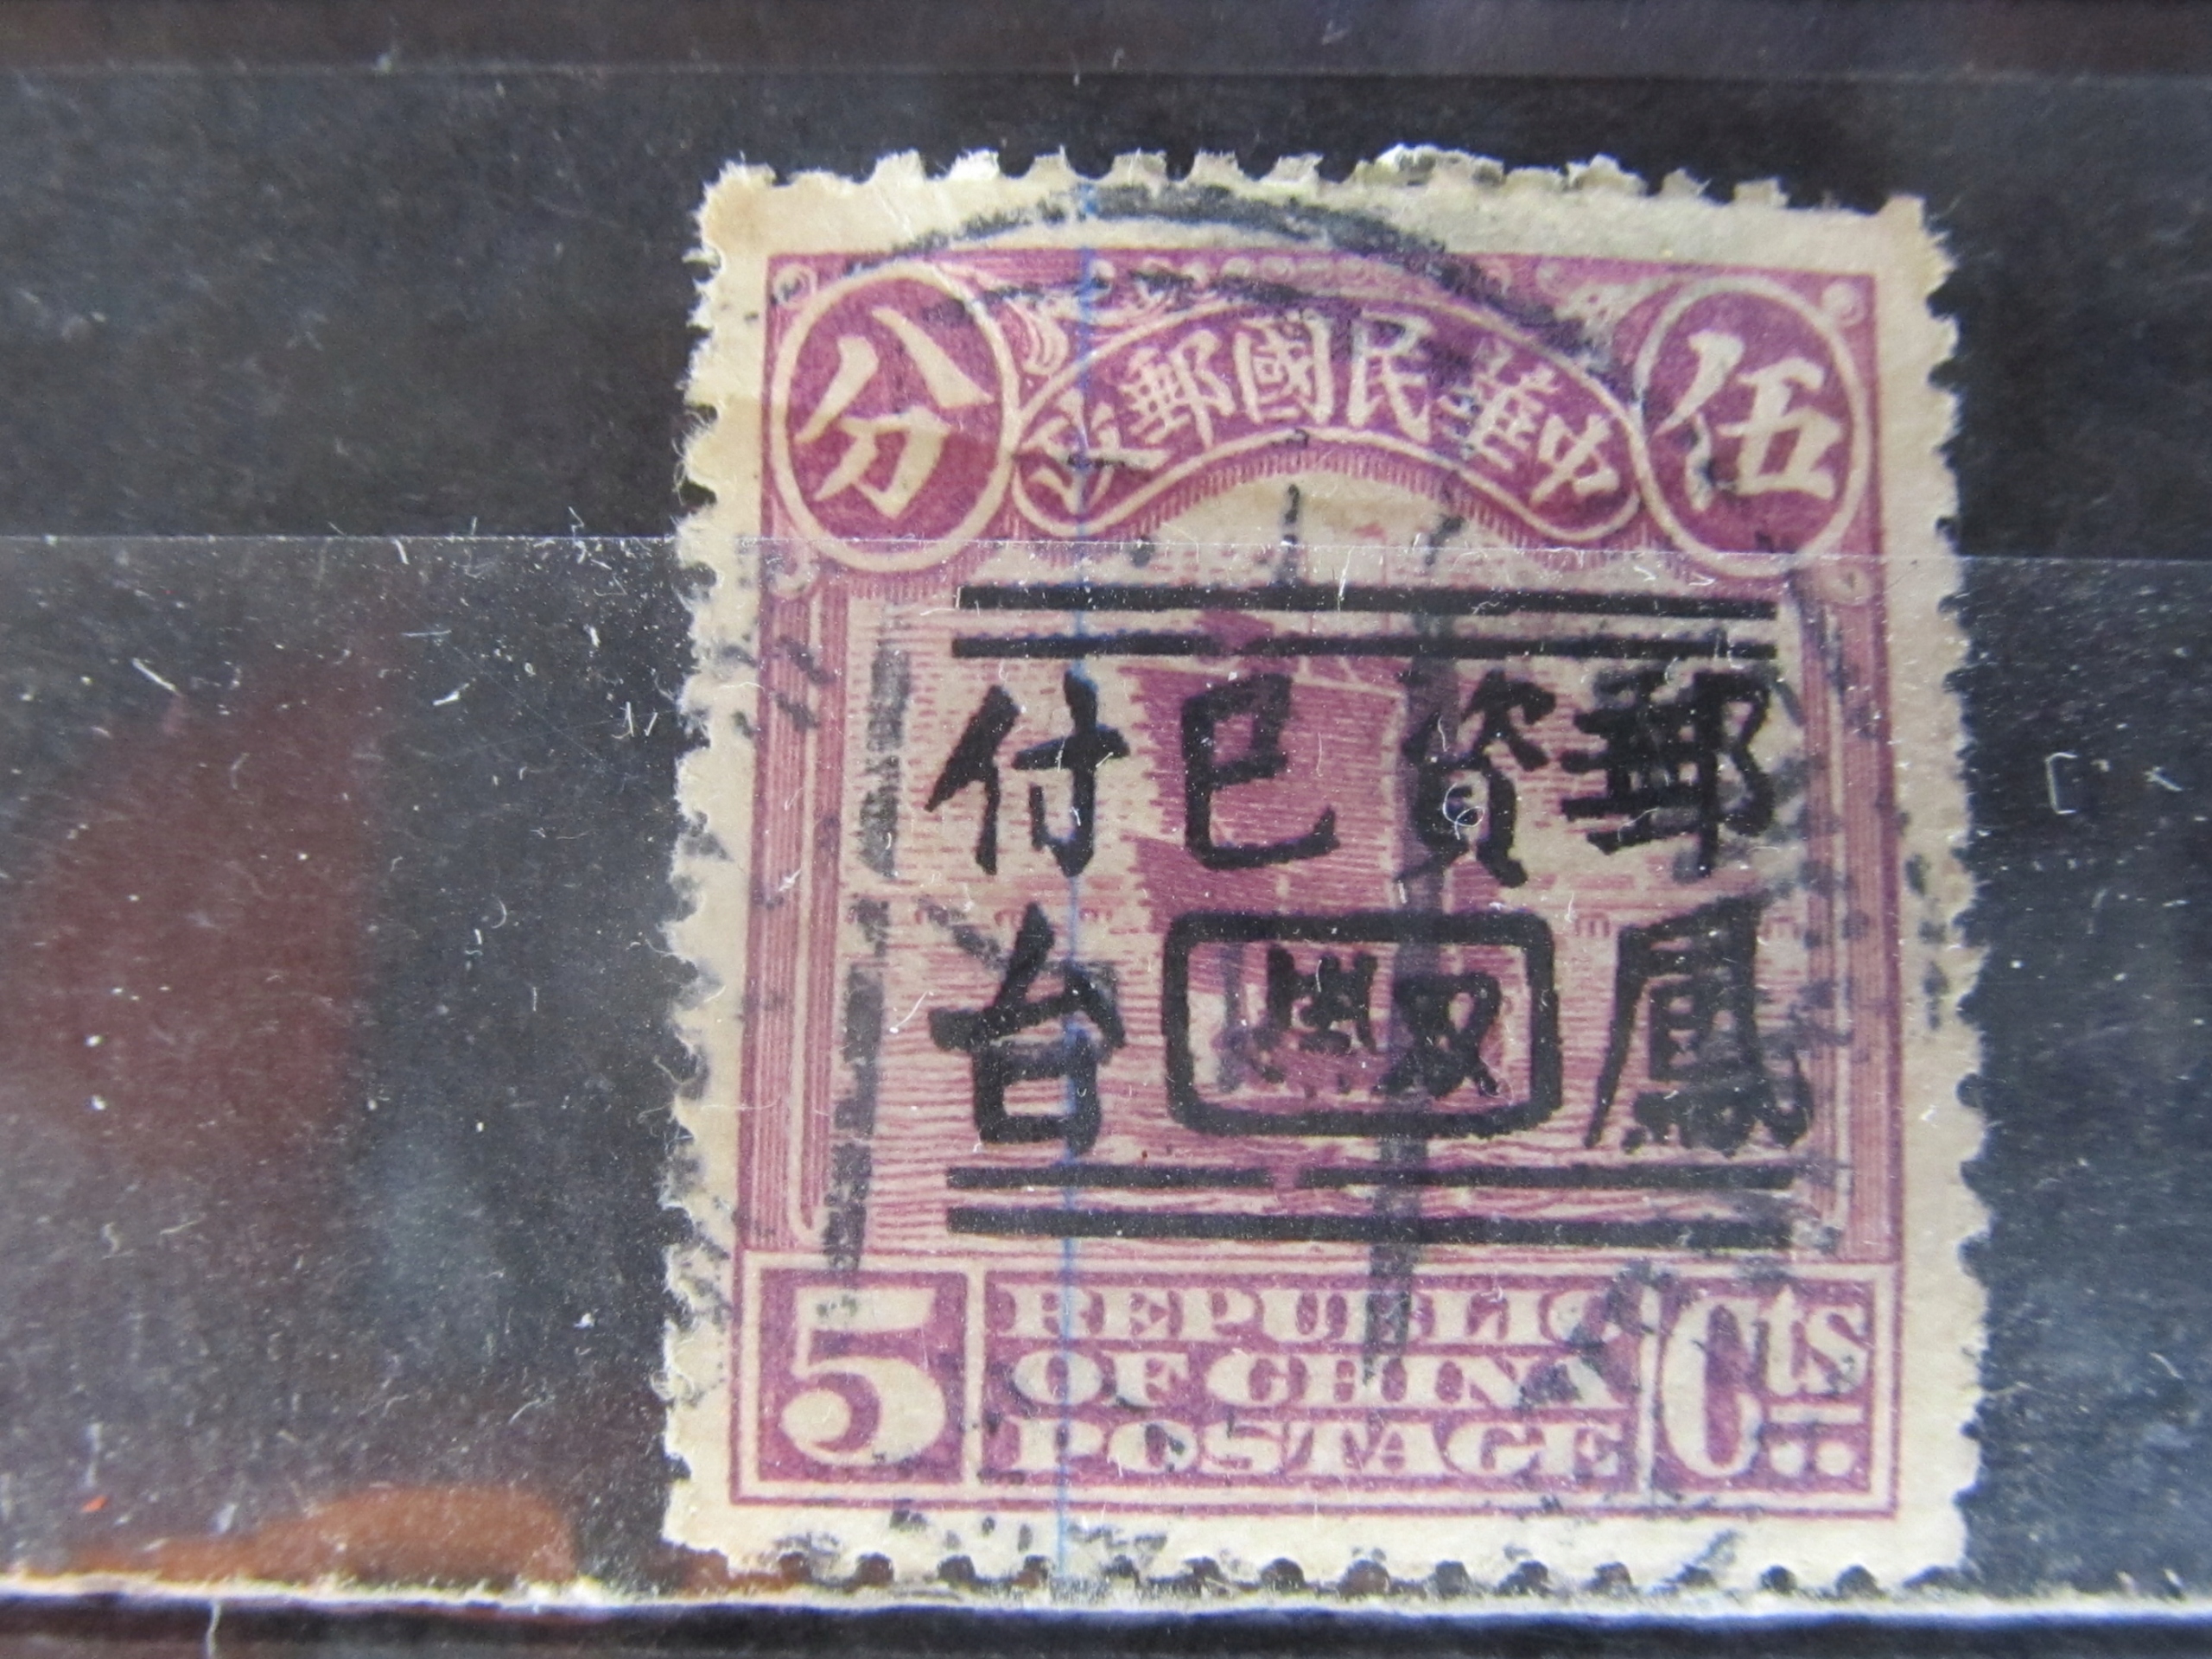 伍 中華民國郵政 分
郵資已付
鳳 双 台
5 REPUBLIC Cts
OF CHINA
POSTAGE